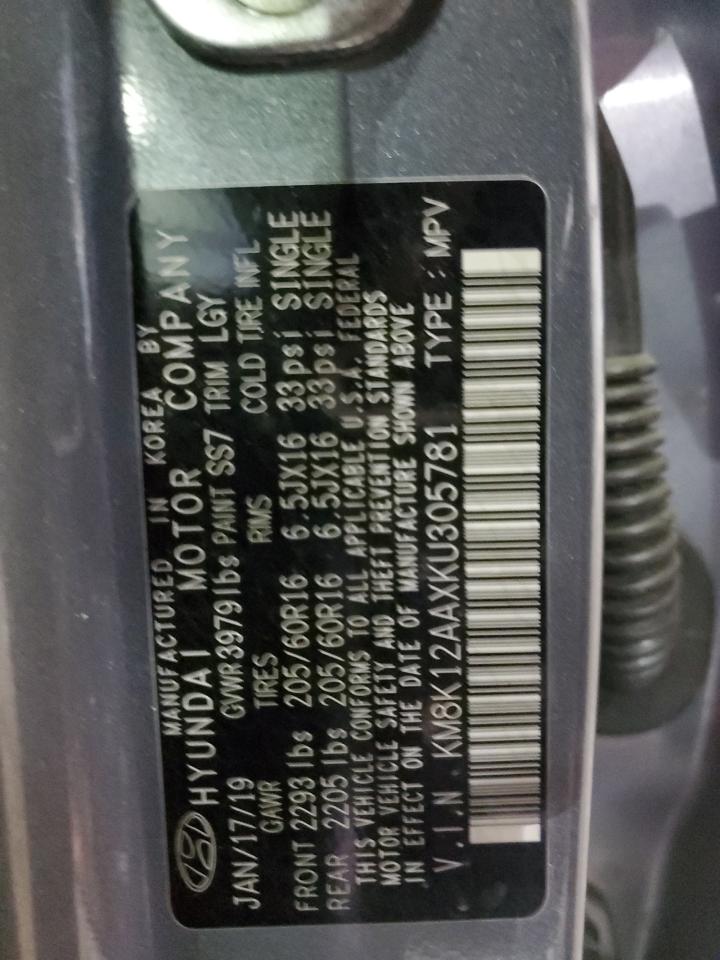 MANUFACTURED IN KOREA BY
HYUNDAI MOTOR COMPANY
JAN/17/19 GWR3979lbs PAINT SS7 TRIM LGY
GAWR TIRES RIMS COLD TIRE INFL
FRONT 2293 lbs 205/60R16 6.5JX16 33psi SINGLE
REAR 2205 lbs 205/60R16 6.5JX16 33psi SINGLE
THIS VEHICLE CONFORMS TO ALL APPLICABLE U.S.A. FEDERAL
MOTOR VEHICLE SAFETY AND THEFT PREVENTION STANDARDS
IN EFFECT ON THE DATE OF MANUFACTURE SHOWN ABOVE
V.I.N : KM8K12AAXKU305781 TYPE : MPV